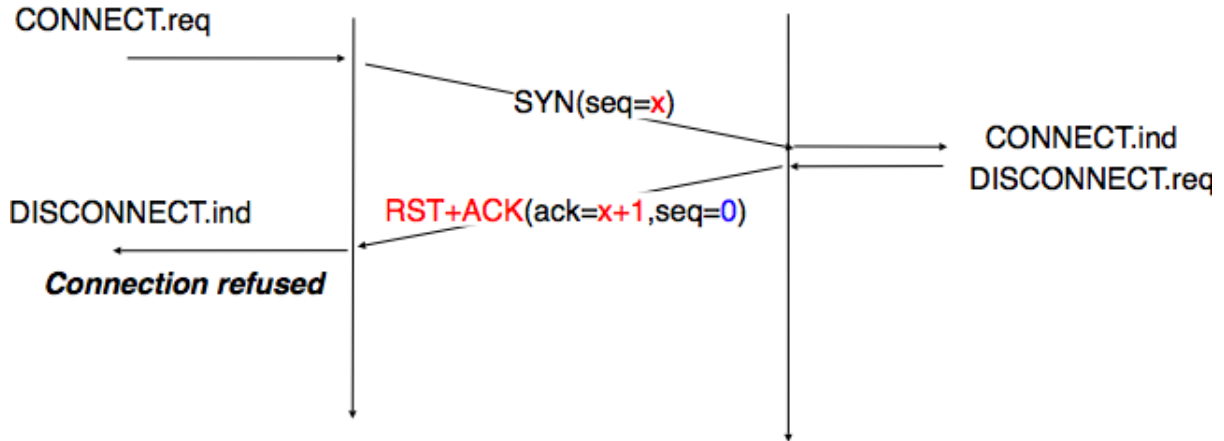 CONNECT.req
SYN(seq=x)
CONNECT.ind
DISCONNECT.req
RST+ACK(ack=x+1,seq=0)
DISCONNECT.ind
Connection refused